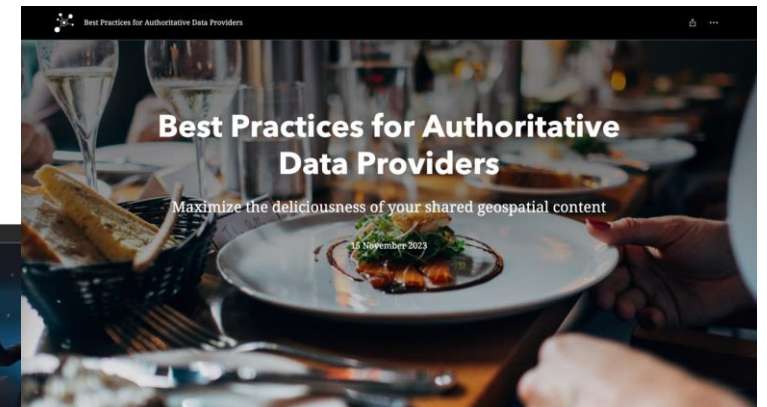 Best Practices for Authoritative Data Providers
Best Practices for Authoritative
Data Providers
Maximize the deliciousness of your shared geospatial content
15 November 2023